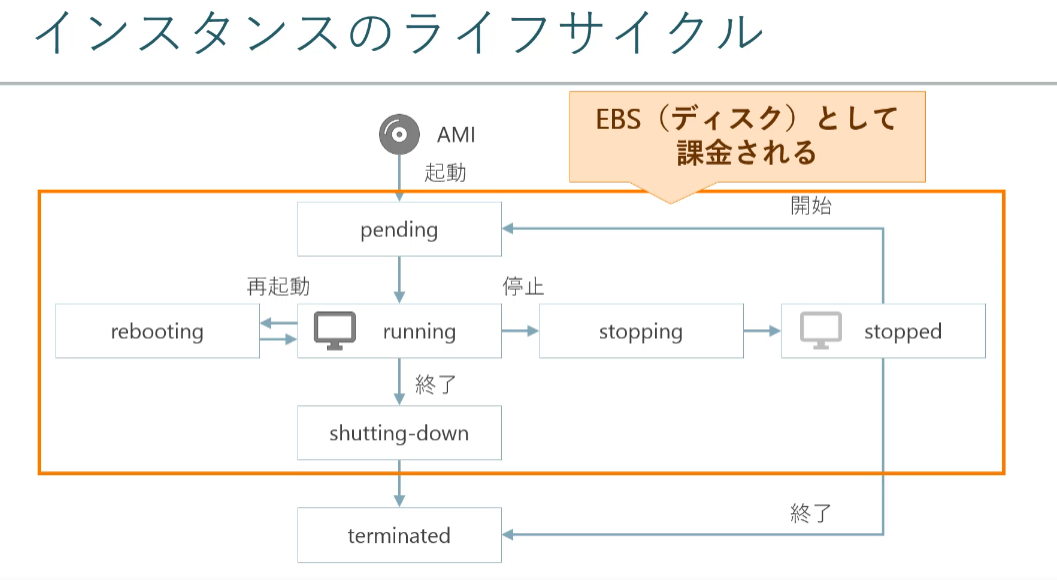 インスタンスのライフサイクル
EBS（ディスク）として
課金される
AMI
起動
開始
pending
再起動
停止
rebooting
running
stopping
stopped
終了
shutting-down
終了
terminated